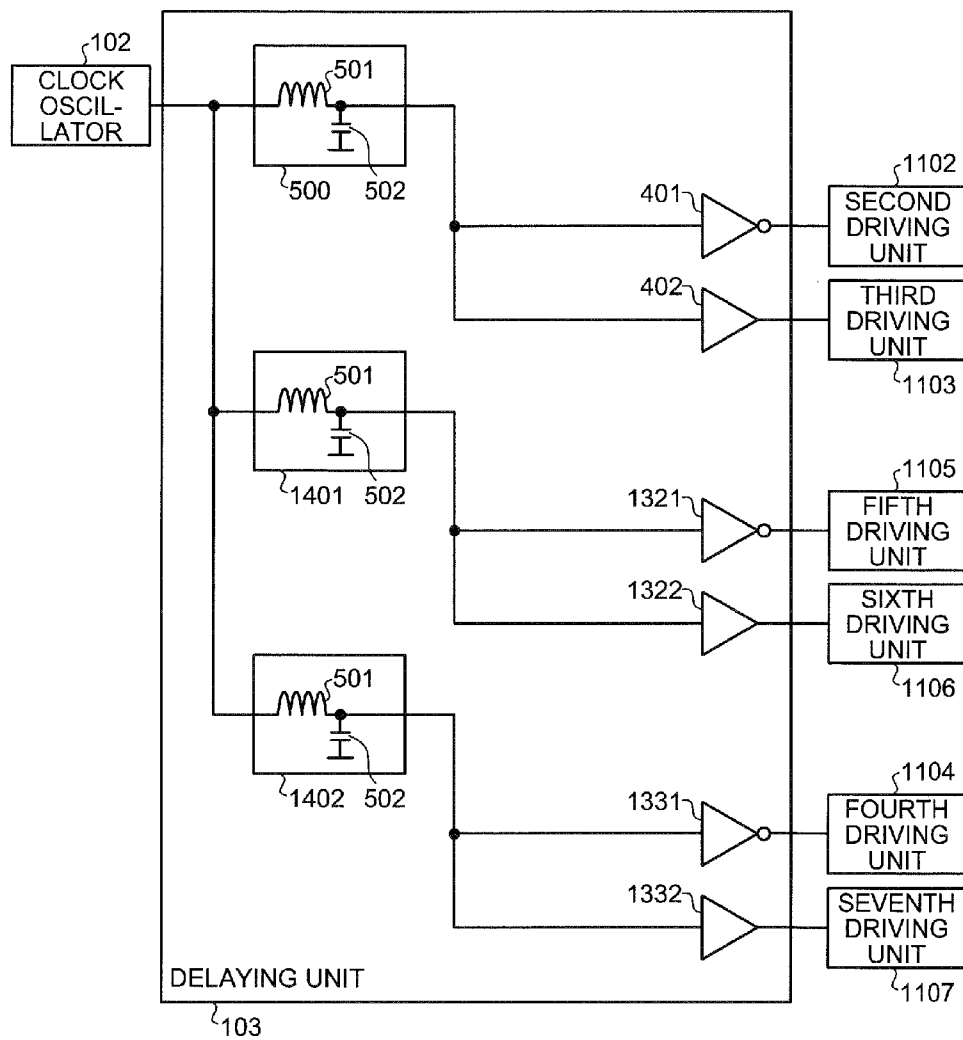 102
CLOCK
OSCIL-
LATOR
501
500
502
401
1102
SECOND
DRIVING
UNIT
402
THIRD
DRIVING
UNIT
1103
501
1401
502
1321
1105
FIFTH
DRIVING
UNIT
1322
SIXTH
DRIVING
UNIT
1106
501
1402
502
1331
1104
FOURTH
DRIVING
UNIT
1332
SEVENTH
DRIVING
UNIT
1107
DELAYING UNIT
103